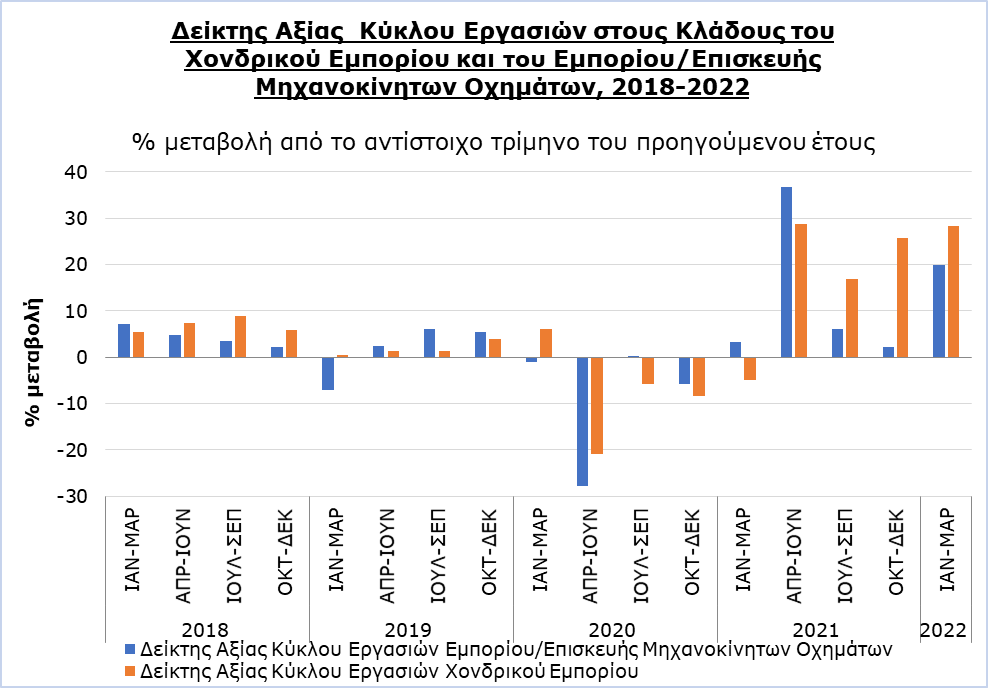 Δείκτης Αξίας Κύκλου Εργασιών στους Κλάδους του
Χονδρικού Εμπορίου και του Εμπορίου/Επισκευής
Μηχανοκίνητων Οχημάτων, 2018-2022
% μεταβολή από το αντίστοιχο τρίμηνο του προηγούμενου έτους
% μεταβολή
40
30
20
10
0
-10
-20
-30
ΙΑΝ-ΜΑΡ
ΑΠΡ-ΙΟΥΝ
ΙΟΥΛ-ΣΕΠ
ΟΚΤ-ΔΕΚ
ΙΑΝ-ΜΑΡ
ΑΠΡ-ΙΟΥΝ
ΙΟΥΛ-ΣΕΠ
ΟΚΤ-ΔΕΚ
ΙΑΝ-ΜΑΡ
ΑΠΡ-ΙΟΥΝ
ΙΟΥΛ-ΣΕΠ
ΟΚΤ-ΔΕΚ
ΙΑΝ-ΜΑΡ
ΑΠΡ-ΙΟΥΝ
ΙΟΥΛ-ΣΕΠ
ΟΚΤ-ΔΕΚ
ΙΑΝ-ΜΑΡ
2018 2019 2020 2021 2022
Δείκτης Αξίας Κύκλου Εργασιών Εμπορίου/Επισκευής Μηχανοκίνητων Οχημάτων
Δείκτης Αξίας Κύκλου Εργασιών Χονδρικού Εμπορίου